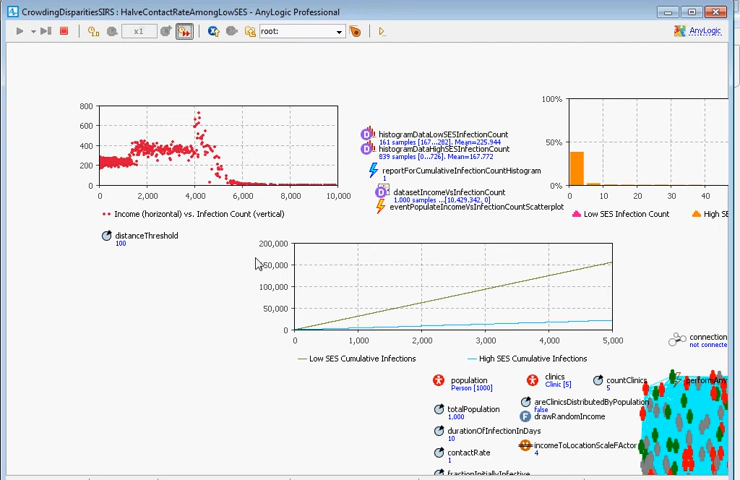 CrowdingDisparitiesSIRS : HalveContactRateAmongLowSES - AnyLogic Professional
x1
root:
AnyLogic
800
600
400
200
0
0
2,000
4,000
6,000
8,000
10,000
Income (horizontal) vs. Infection Count (vertical)
distanceThreshold
100
histogramDataLowSESInfectionCount
161 samples [167...282], Mean=225.944
histogramDataHighSESInfectionCount
839 samples [0...726], Mean=167.772
reportForCumulativeInfectionCountHistogram
1
datasetIncomeVsInfectionCount
1,000 samples ...[10,429.342, 0]
eventPopulateIncomeVsInfectionCountScatterplot
100%
50%
0%
0
10
20
30
40
Low SES Infection Count
High SE
200,000
150,000
100,000
50,000
0
0
1,000
2,000
3,000
4,000
5,000
Low SES Cumulative Infections
High SES Cumulative Infections
connection
not connecte
population
Person [1000]
clinics
Clinic [5]
countClinics
5
performAny
totalPopulation
1,000
areClinicsDistributedByPopulation
false
drawRandomIncome
durationOfInfectionInDays
10
incomeToLocationScaleFActor
4
contactRate
1
fractionInitiallyInfective